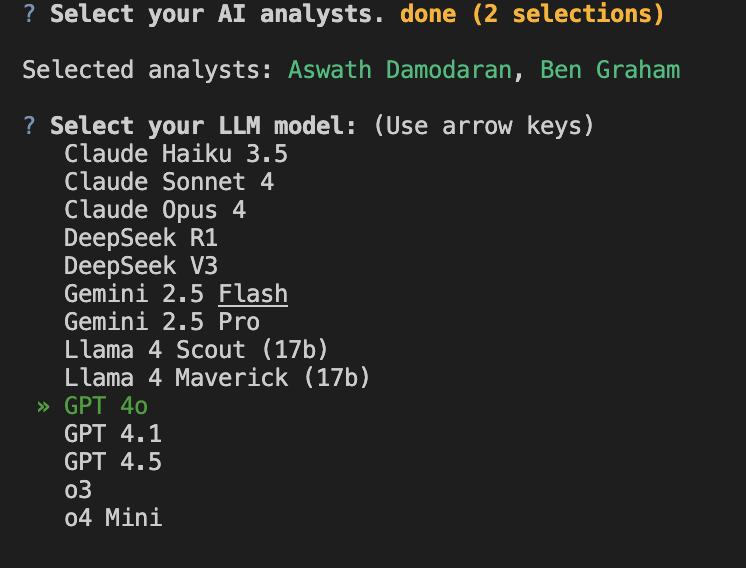 ? Select your AI analysts. done (2 selections)
Selected analysts: Aswath Damodaran, Ben Graham
? Select your LLM model: (Use arrow keys)
Claude Haiku 3.5
Claude Sonnet 4
Claude Opus 4
DeepSeek R1
DeepSeek V3
Gemini 2.5 Flash
Gemini 2.5 Pro
Llama 4 Scout (17b)
Llama 4 Maverick (17b)
» GPT 4o
GPT 4.1
GPT 4.5
o3
o4 Mini